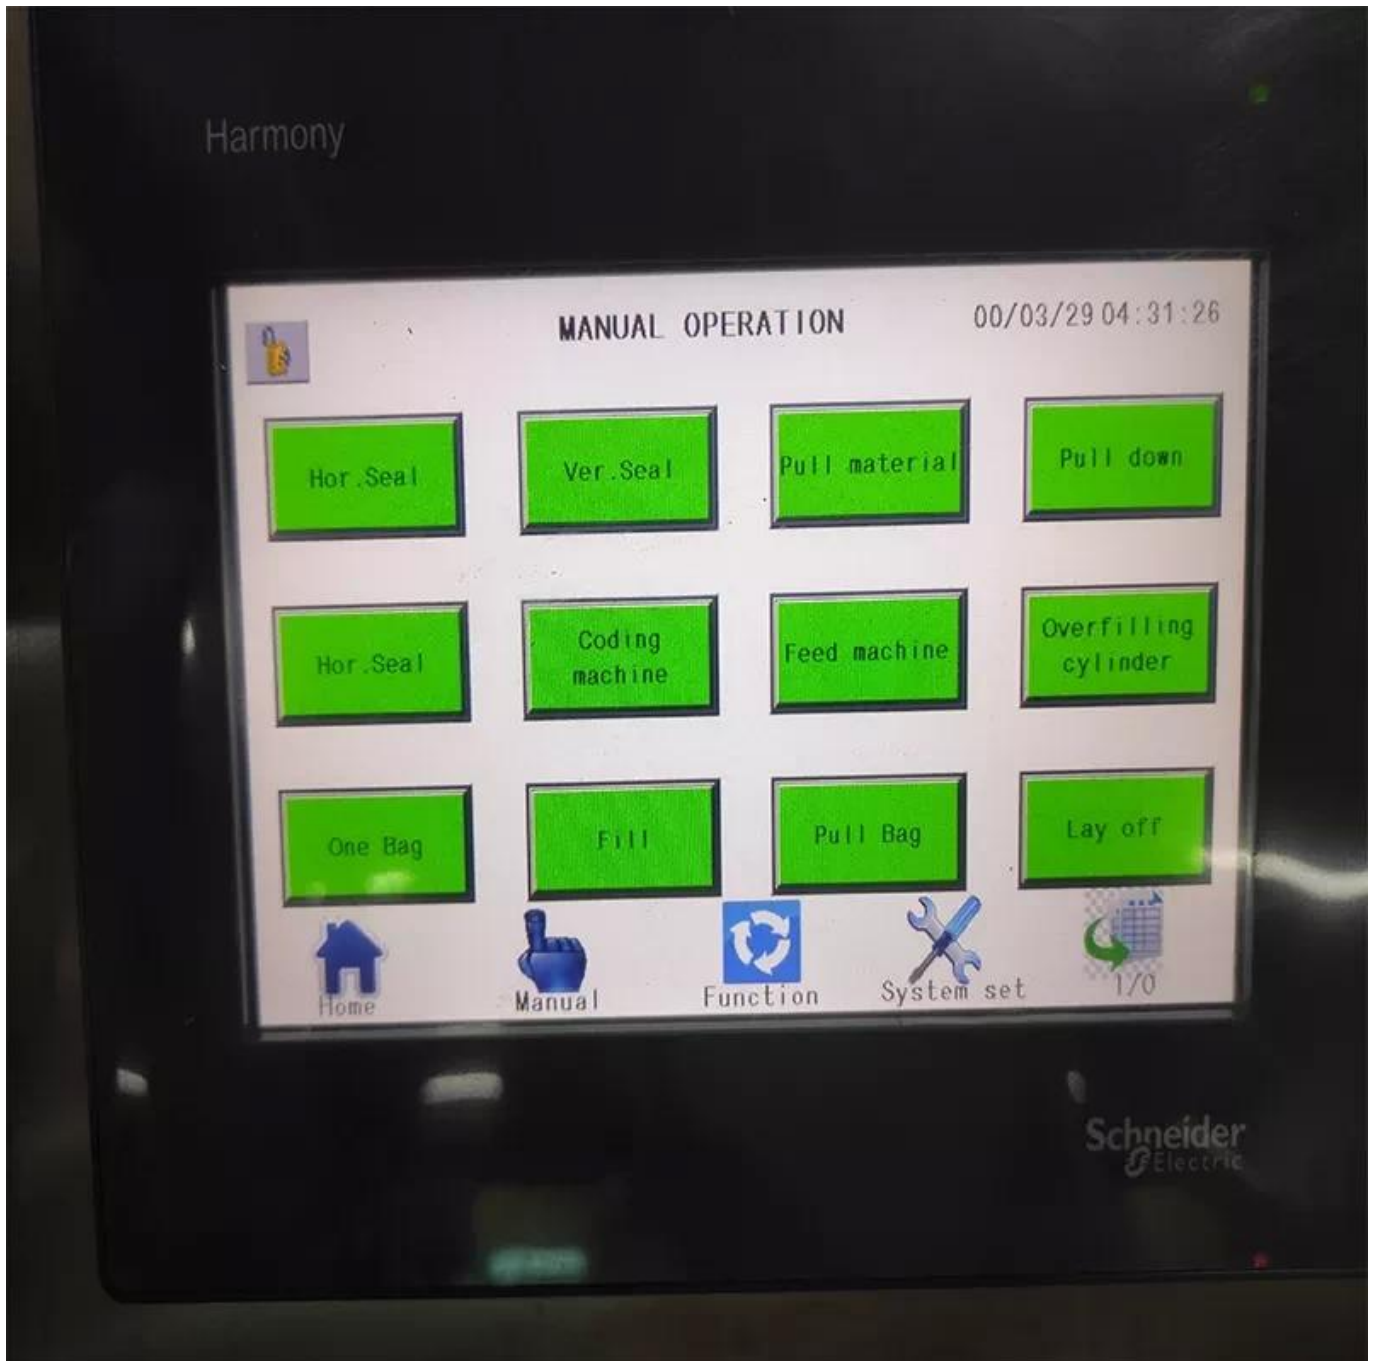 Harmony
MANUAL OPERATION
00/03/29 04:31:26
Hor.Seal
Ver.Seal
Pull material
Pull down
Hor.Seal
Coding
machine
Feed machine
Overfilling
cylinder
One Bag
Fill
Pull Bag
Lay off
Home
Manual
Function
System set
I/O
Schneider
Electric